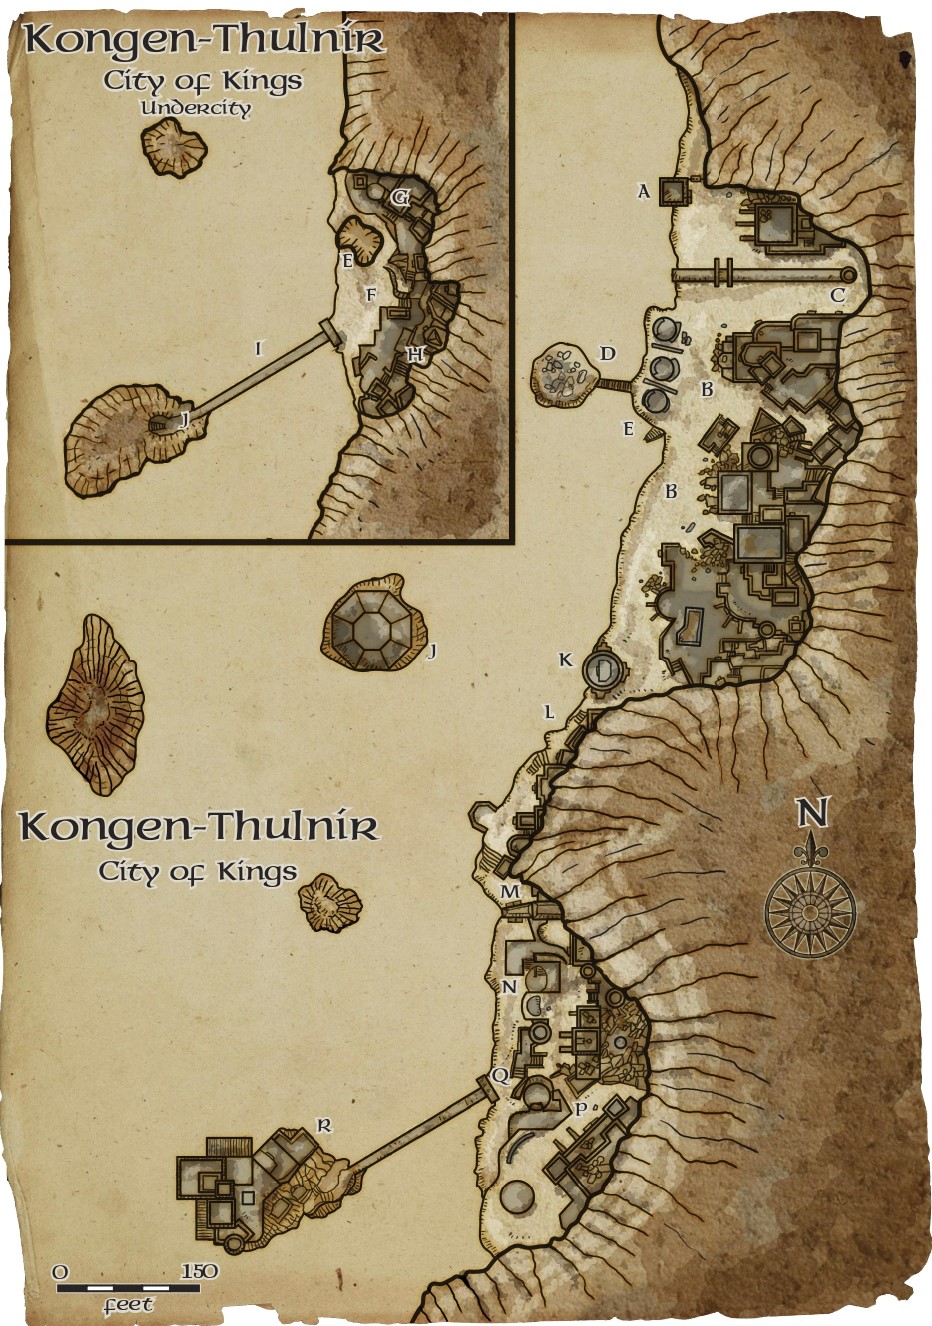 Kongen-Thulnír
City of Kings
Undercity
G
E
F
I
H
J
A
C
D
B
E
B
J
K
L
Kongen-Thulnír
City of Kings
N
M
N
Q
P
R
0 150
feet